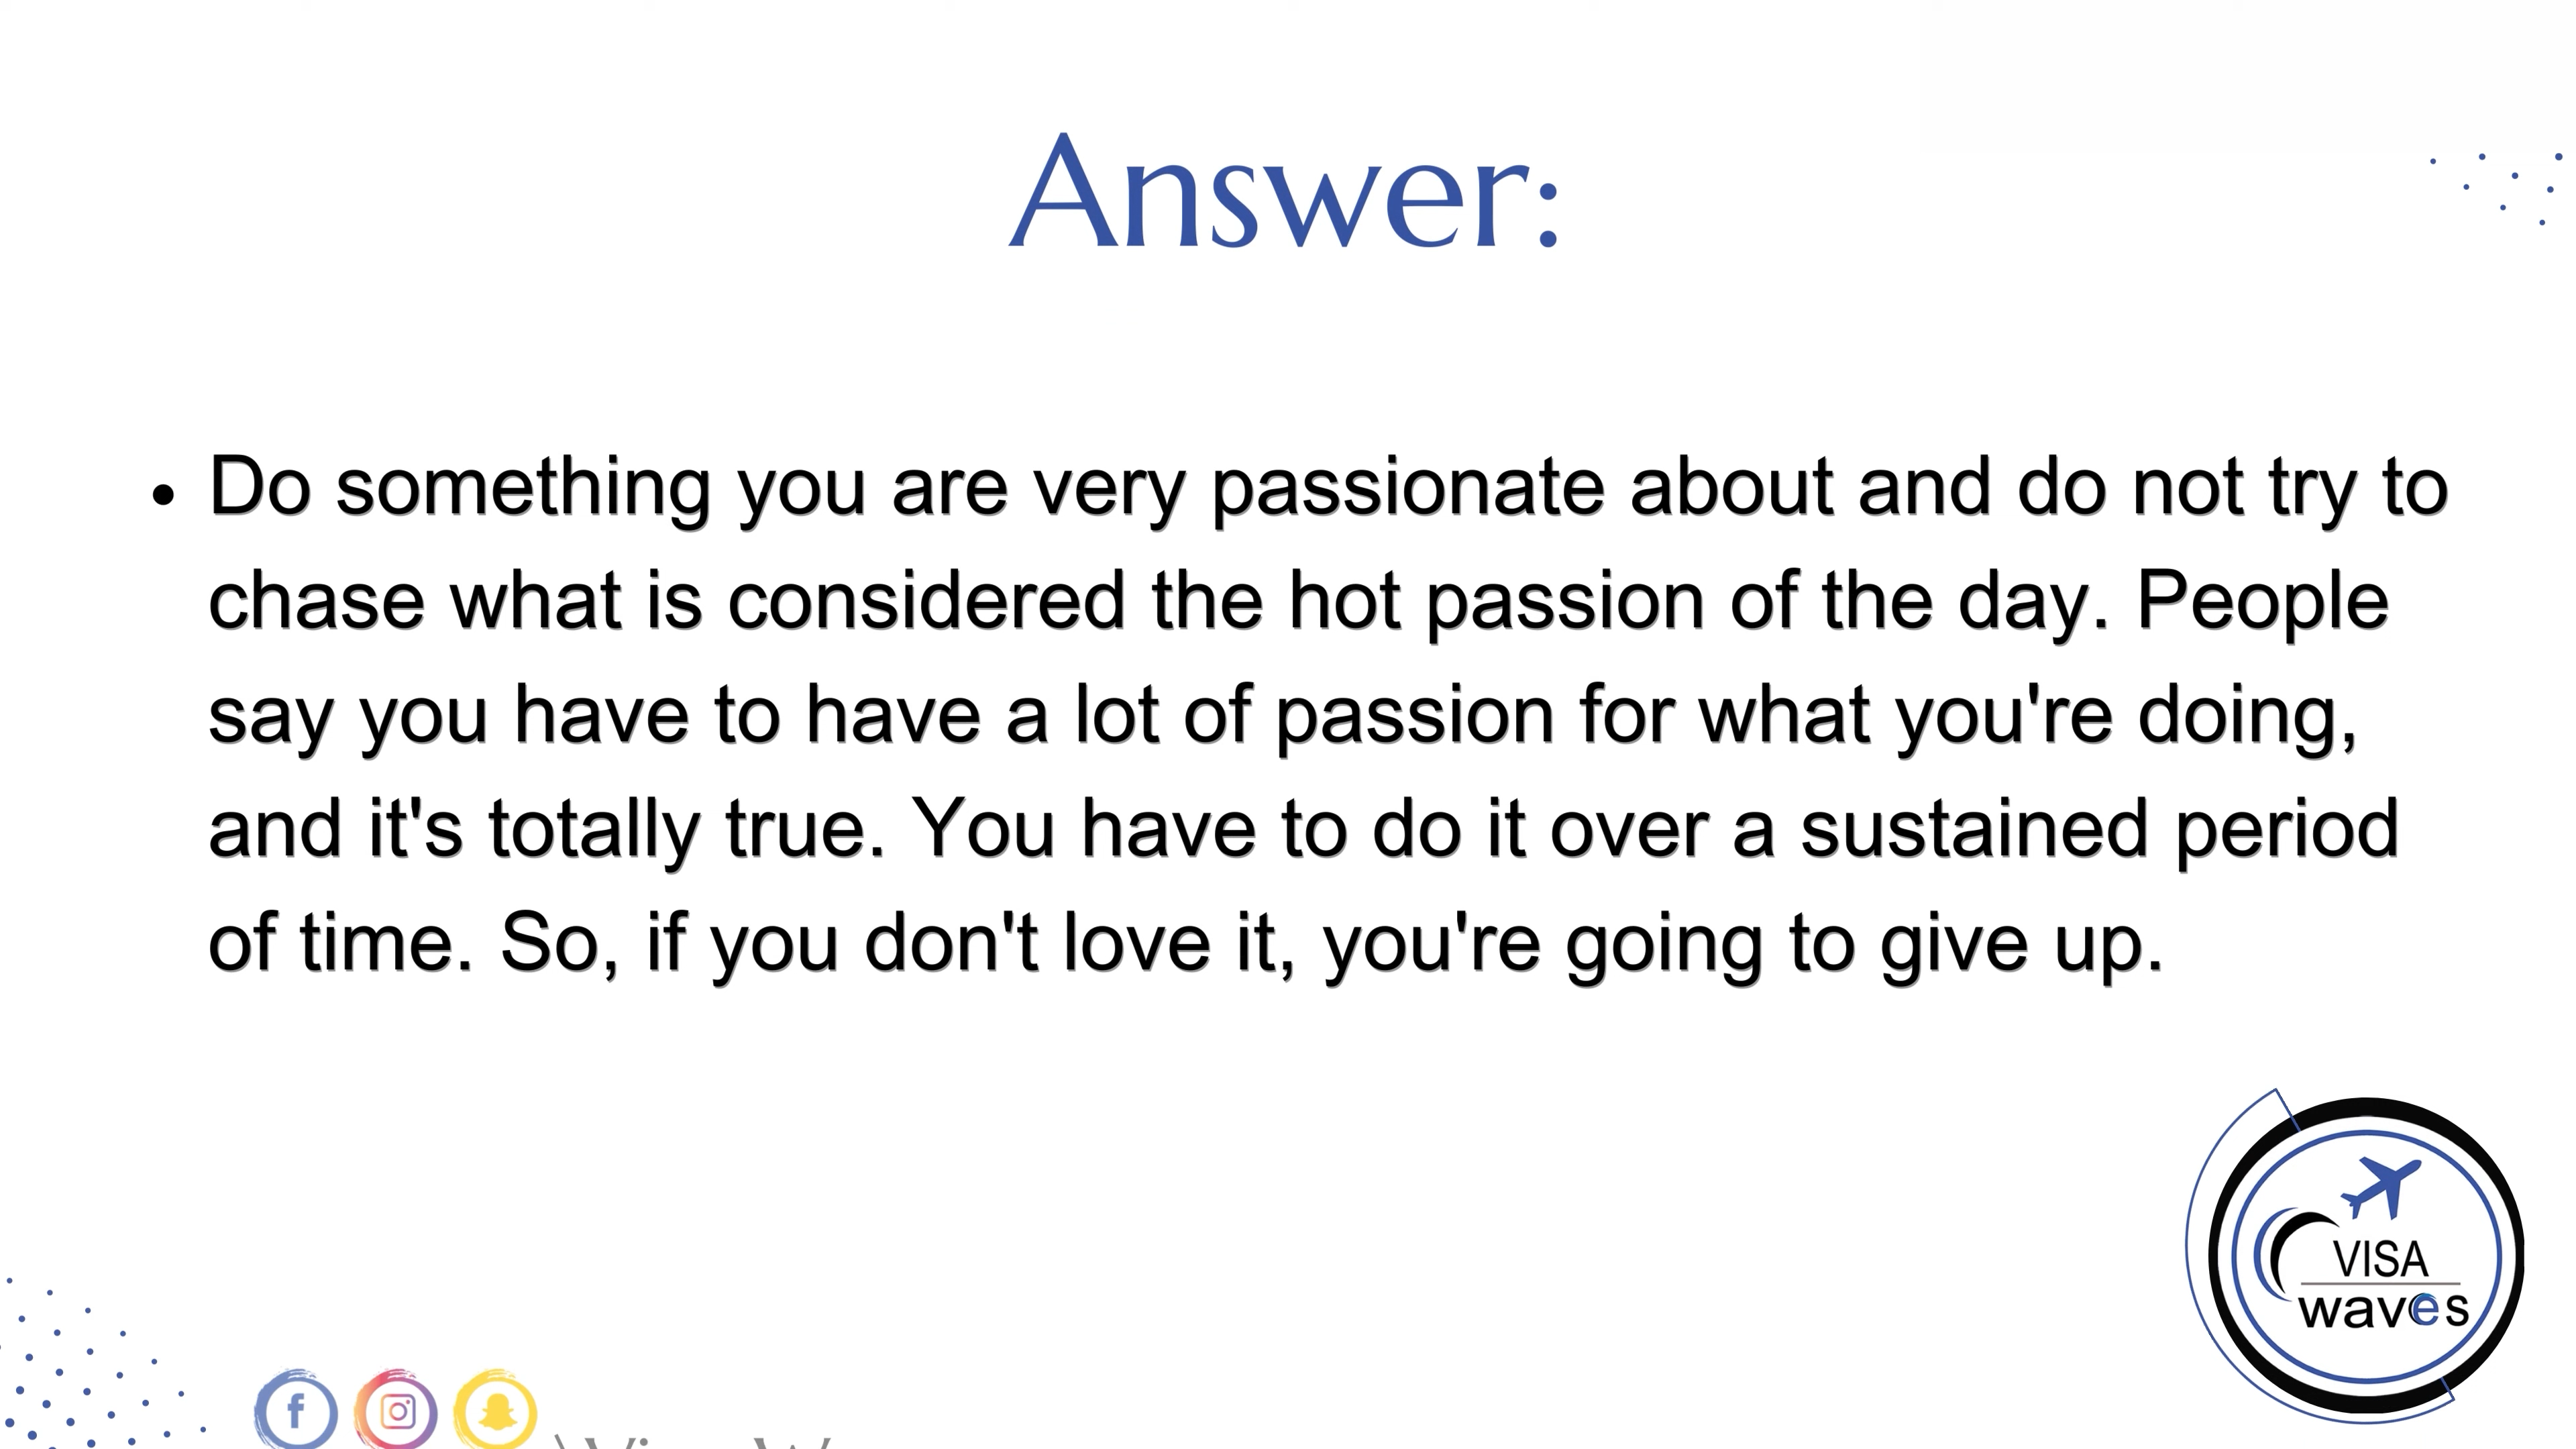 Answer:
• Do something you are very passionate about and do not try to
chase what is considered the hot passion of the day. People
say you have to have a lot of passion for what you're doing,
and it's totally true. You have to do it over a sustained period
of time. So, if you don't love it, you're going to give up.
VISA
waves